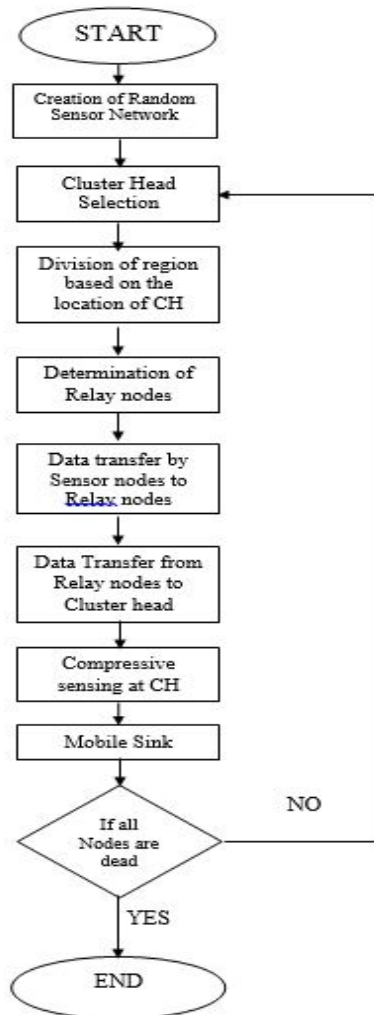 START
Creation of Random
Sensor Network
Cluster Head
Selection
Division of region
based on the
location of CH
Determination of
Relay nodes
Data transfer by
Sensor nodes to
Relay nodes
Data Transfer from
Relay nodes to
Cluster head
Compressive
sensing at CH
Mobile Sink
If all
Nodes are
dead
NO
YES
END